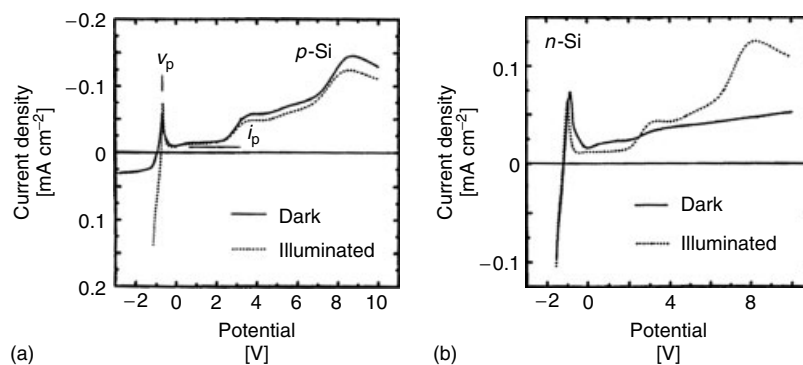 −0.2
−0.1
0
0.1
0.2
Current density
[mA cm−2]
vp
p-Si
ip
Dark
Illuminated
−2 0 2 4 6 8 10
Potential
[V]
(a)
0.1
0
−0.1
Current density
[mA cm−2]
n-Si
Dark
Illuminated
−2 0 4 8
Potential
[V]
(b)